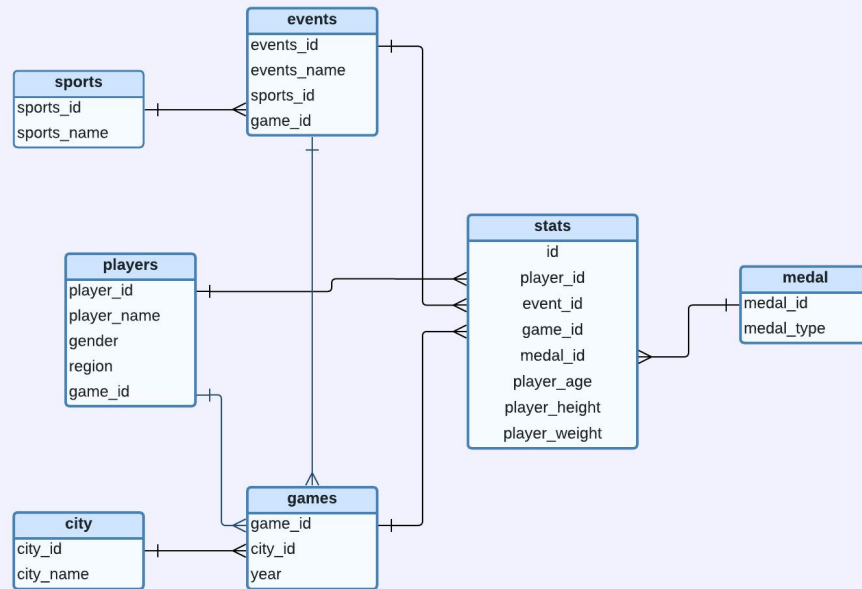 events
events_id
events_name
sports_id
game_id
sports
sports_id
sports_name
players
player_id
player_name
gender
region
game_id
stats
id
player_id
event_id
game_id
medal_id
player_age
player_height
player_weight
medal
medal_id
medal_type
city
city_id
city_name
games
game_id
city_id
year